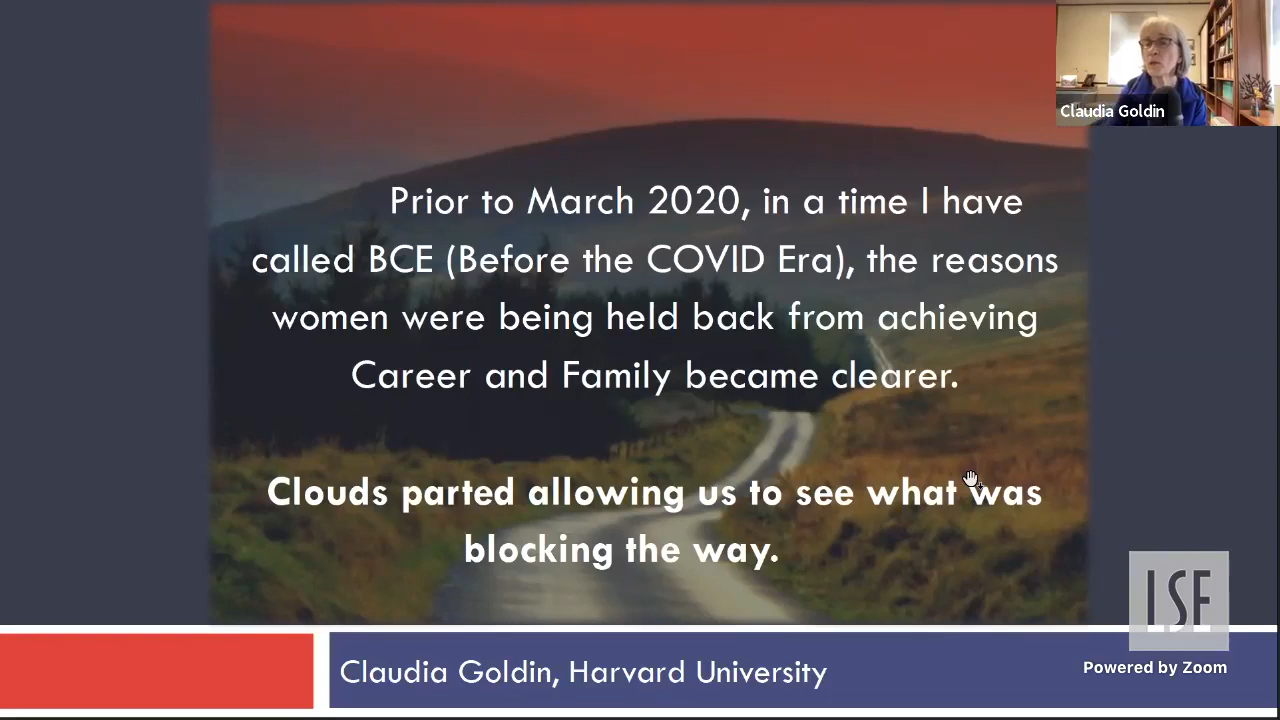 Claudia Goldin
Prior to March 2020, in a time I have
called BCE (Before the COVID Era), the reasons
women were being held back from achieving
Career and Family became clearer.
Clouds parted allowing us to see what was
blocking the way.
LSF
Claudia Goldin, Harvard University
Powered by Zoom